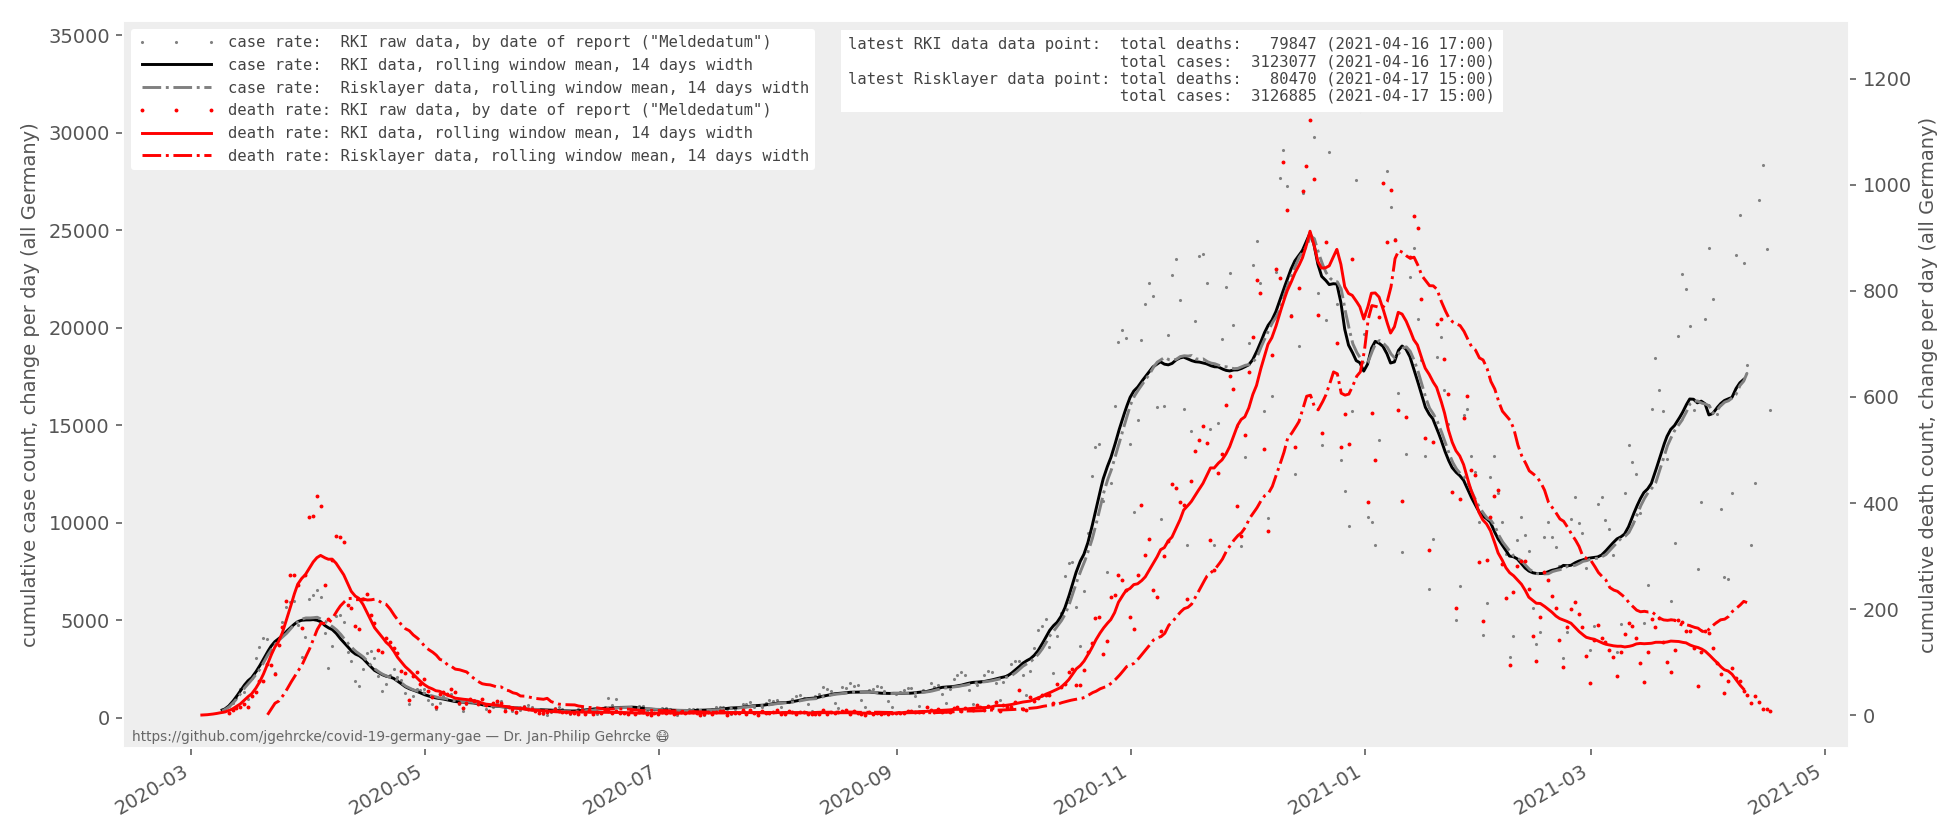 case rate:  RKI raw data, by date of report ("Meldedatum")
case rate:  RKI data, rolling window mean, 14 days width
case rate:  Risklayer data, rolling window mean, 14 days width
death rate: RKI raw data, by date of report ("Meldedatum")
death rate: RKI data, rolling window mean, 14 days width
death rate: Risklayer data, rolling window mean, 14 days width
latest RKI data data point:  total deaths:   79847 (2021-04-16 17:00)
total cases:  3123077 (2021-04-16 17:00)
latest Risklayer data point: total deaths:   80470 (2021-04-17 15:00)
total cases:  3126885 (2021-04-17 15:00)
cumulative case count, change per day (all Germany)
35000
30000
25000
20000
15000
10000
5000
0
1200
1000
800
600
400
200
0
cumulative death count, change per day (all Germany)
https://github.com/jgehrcke/covid-19-germany-gae — Dr. Jan-Philip Gehrcke 😷
2020-03
2020-05
2020-07
2020-09
2020-11
2021-01
2021-03
2021-05